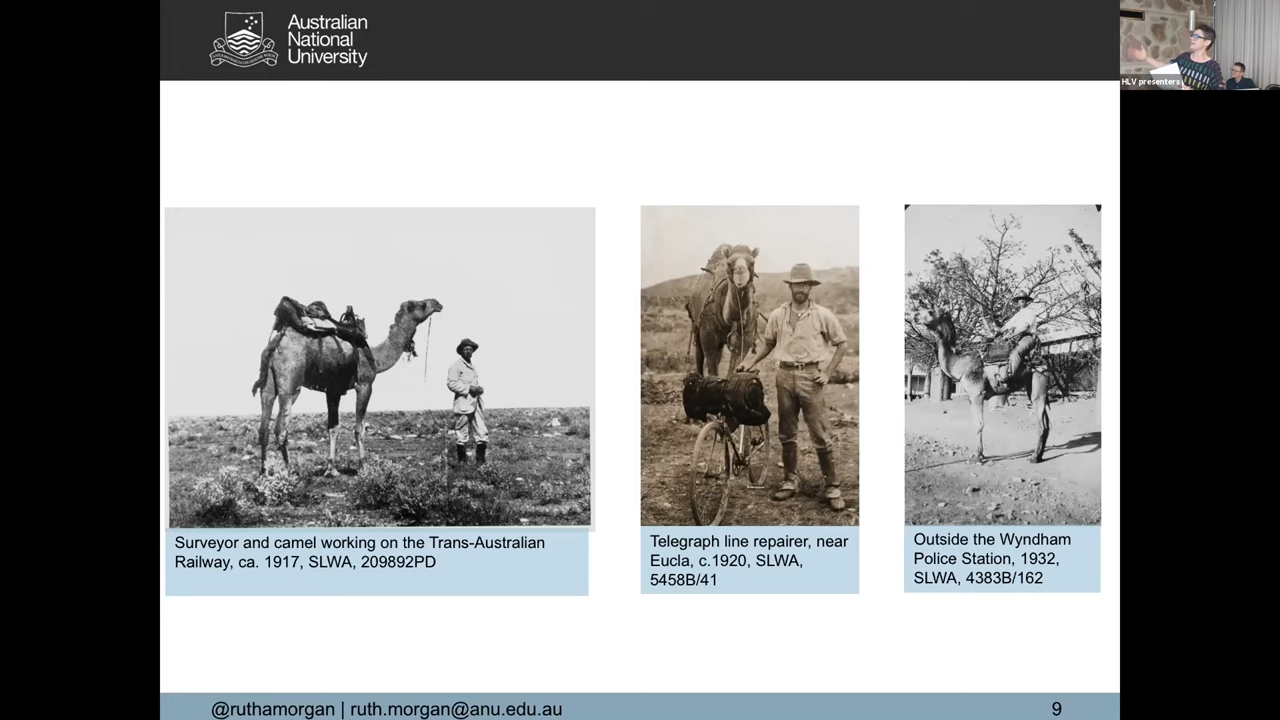 Australian
National
University
HLV presenters
Surveyor and camel working on the Trans-Australian
Railway, ca. 1917, SLWA, 209892PD
Telegraph line repairer, near
Eucla, c.1920, SLWA,
5458B/41
Outside the Wyndham
Police Station, 1932,
SLWA, 4383B/162
@ruthamorgan | ruth.morgan@anu.edu.au
9